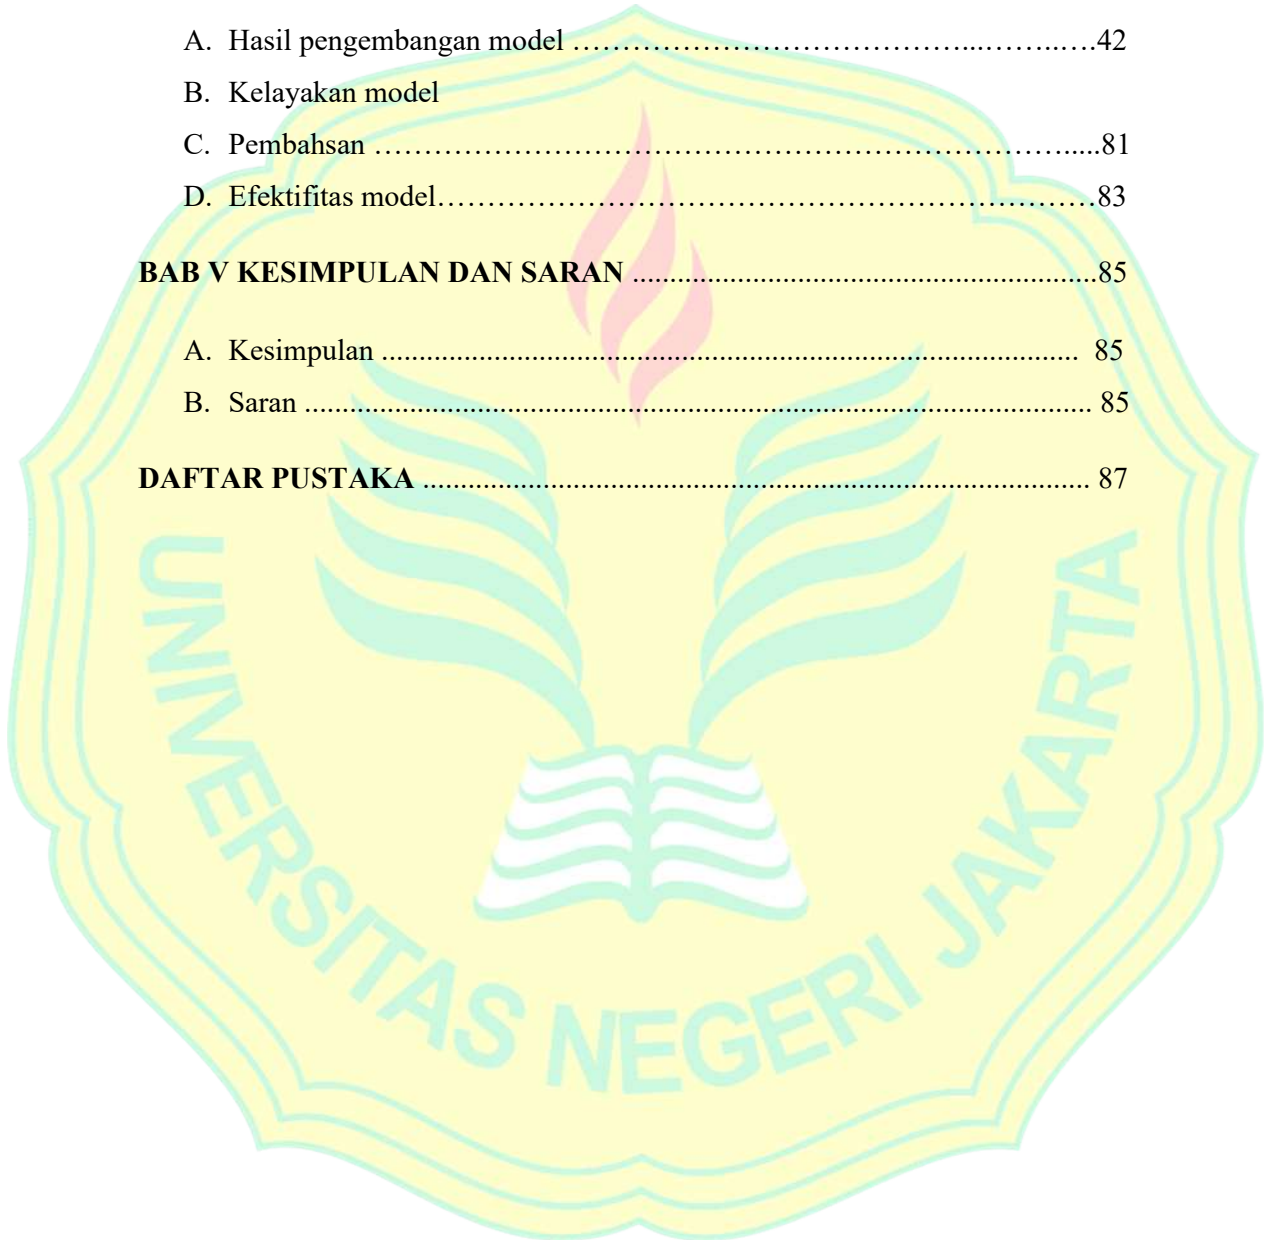 A. Hasil pengembangan model …………………………………...……...….42
B. Kelayakan model
C. Pembahsan …………………………………………………………….....81
D. Efektifitas model…………………………………………………………83
BAB V KESIMPULAN DAN SARAN ..............................................................85
A. Kesimpulan ............................................................................................. 85
B. Saran ......................................................................................................... 85
DAFTAR PUSTAKA ......................................................................................... 87
UNIVERSITAS NEGERI JAKARTA